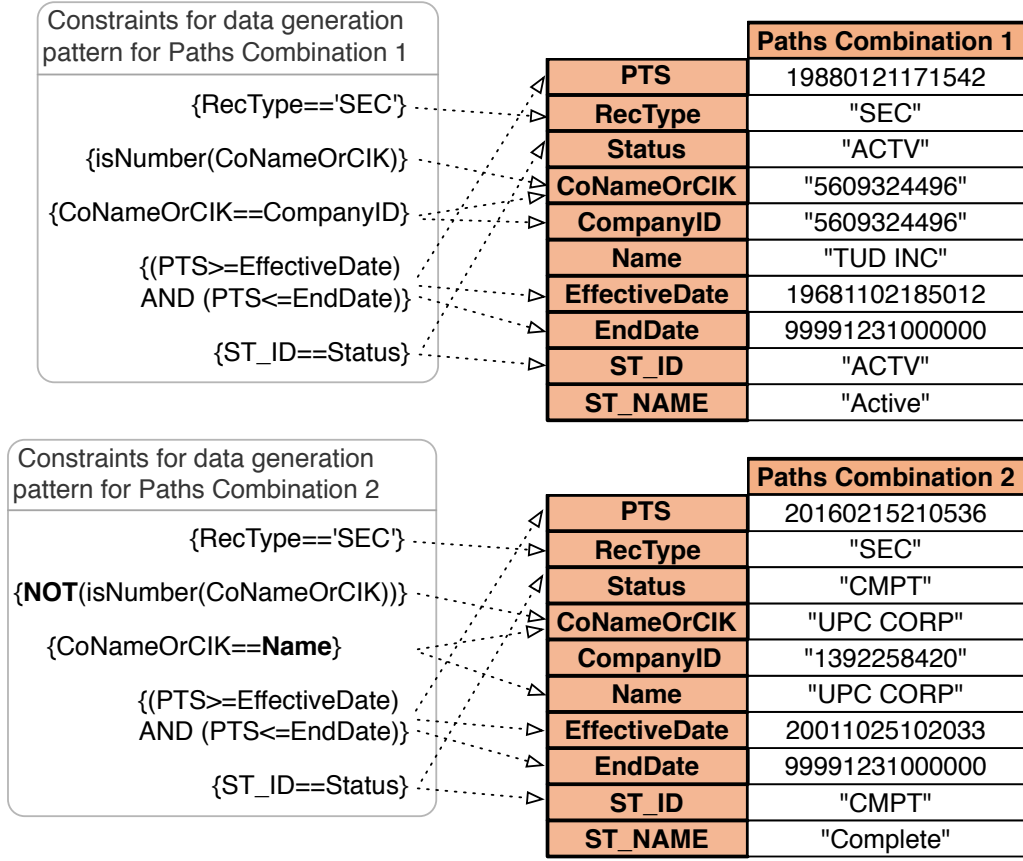 Constraints for data generation
pattern for Paths Combination 1
{RecType=='SEC'}
{isNumber(CoNameOrCIK)}
{CoNameOrCIK==CompanyID}
{(PTS>=EffectiveDate)
AND (PTS<=EndDate)}
{ST_ID==Status}
Paths Combination 1
PTS 19880121171542
RecType "SEC"
Status "ACTV"
CoNameOrCIK "5609324496"
CompanyID "5609324496"
Name "TUD INC"
EffectiveDate 19681102185012
EndDate 99991231000000
ST_ID "ACTV"
ST_NAME "Active"
Constraints for data generation
pattern for Paths Combination 2
{RecType=='SEC'}
{NOT(isNumber(CoNameOrCIK))}
{CoNameOrCIK==Name}
{(PTS>=EffectiveDate)
AND (PTS<=EndDate)}
{ST_ID==Status}
Paths Combination 2
PTS 20160215210536
RecType "SEC"
Status "CMPT"
CoNameOrCIK "UPC CORP"
CompanyID "1392258420"
Name "UPC CORP"
EffectiveDate 20011025102033
EndDate 99991231000000
ST_ID "CMPT"
ST_NAME "Complete"